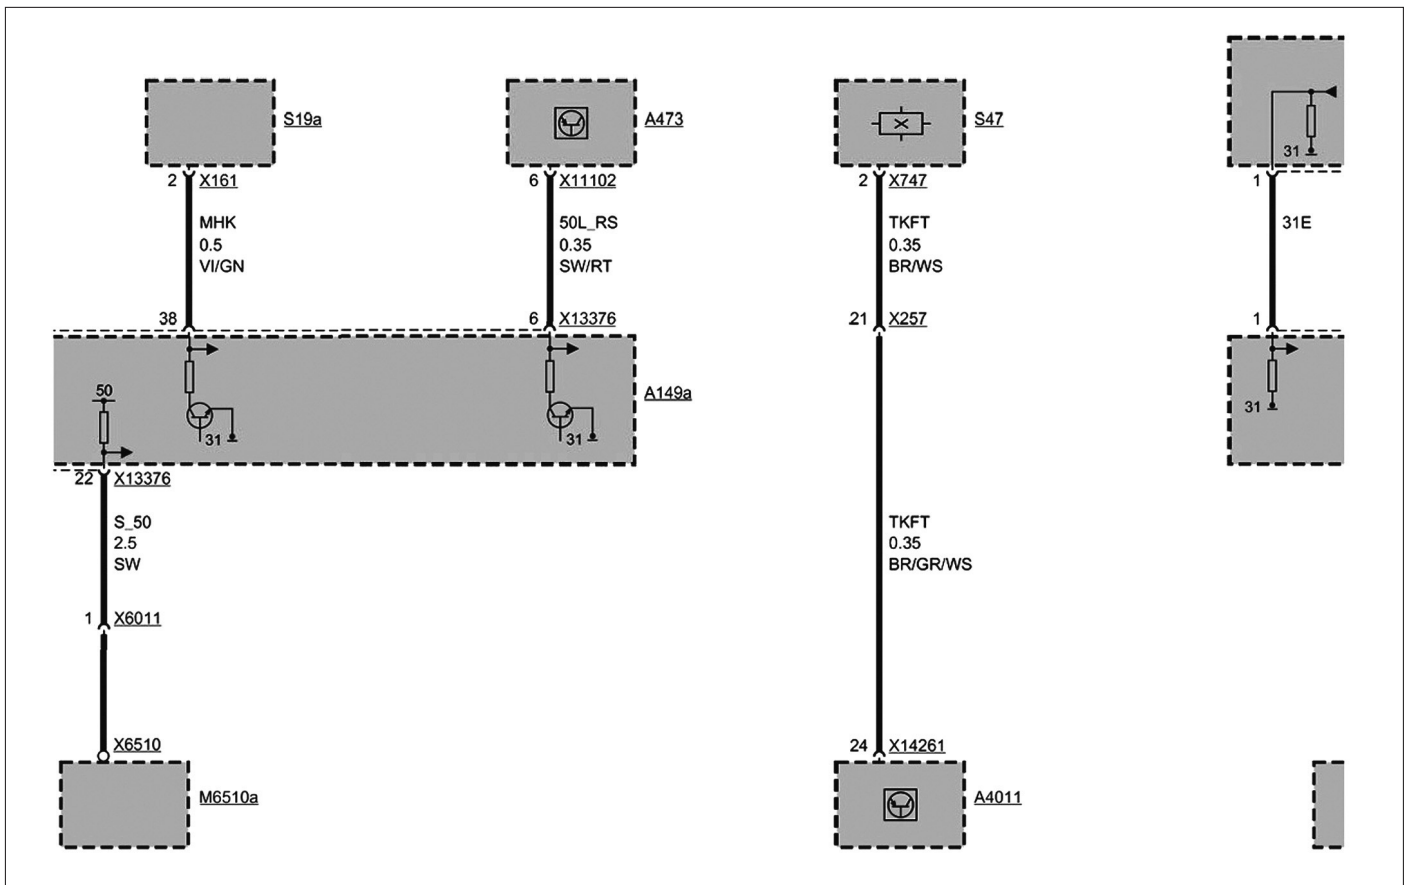 S19a
A473
S47
31
2 X161
6 X11102
2 X747
1
MHK
0.5
VI/GN
50L_RS
0.35
SW/RT
TKFT
0.35
BR/WS
31E
38
6 X13376
21 X257
1
50
31
31
A149a
31
22 X13376
S_50
2.5
SW
TKFT
0.35
BR/GR/WS
1 X6011
X6510
24 X14261
M6510a
A4011